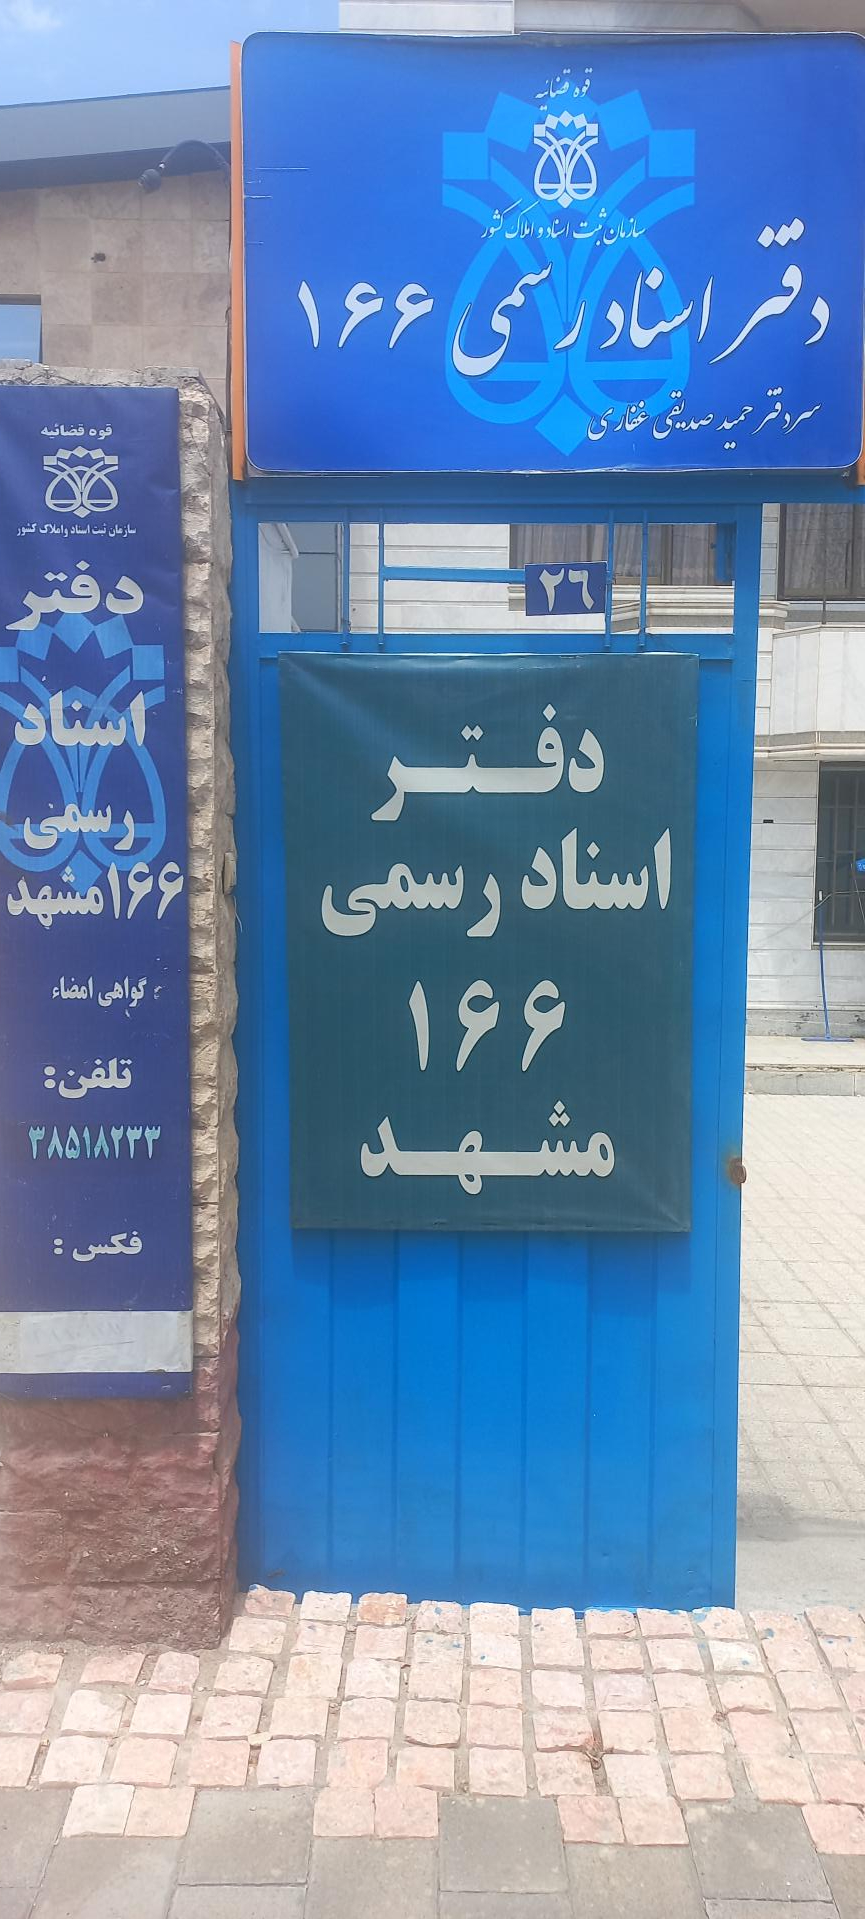 قوه قضائیه
سازمان ثبت اسناد و املاک کشور
دفتر اسناد رسمی ۱۶۶
سردفتر حمید صدیقی غفاری
۲۶
دفتر
اسناد رسمی
۱۶۶
مشهد
قوه قضائیه
سازمان ثبت اسناد واملاک کشور
دفتر
اسناد
رسمی
۱۶۶مشهد
گواهی امضاء
تلفن:
۳۸۵۱۸۲۳۳
فکس :